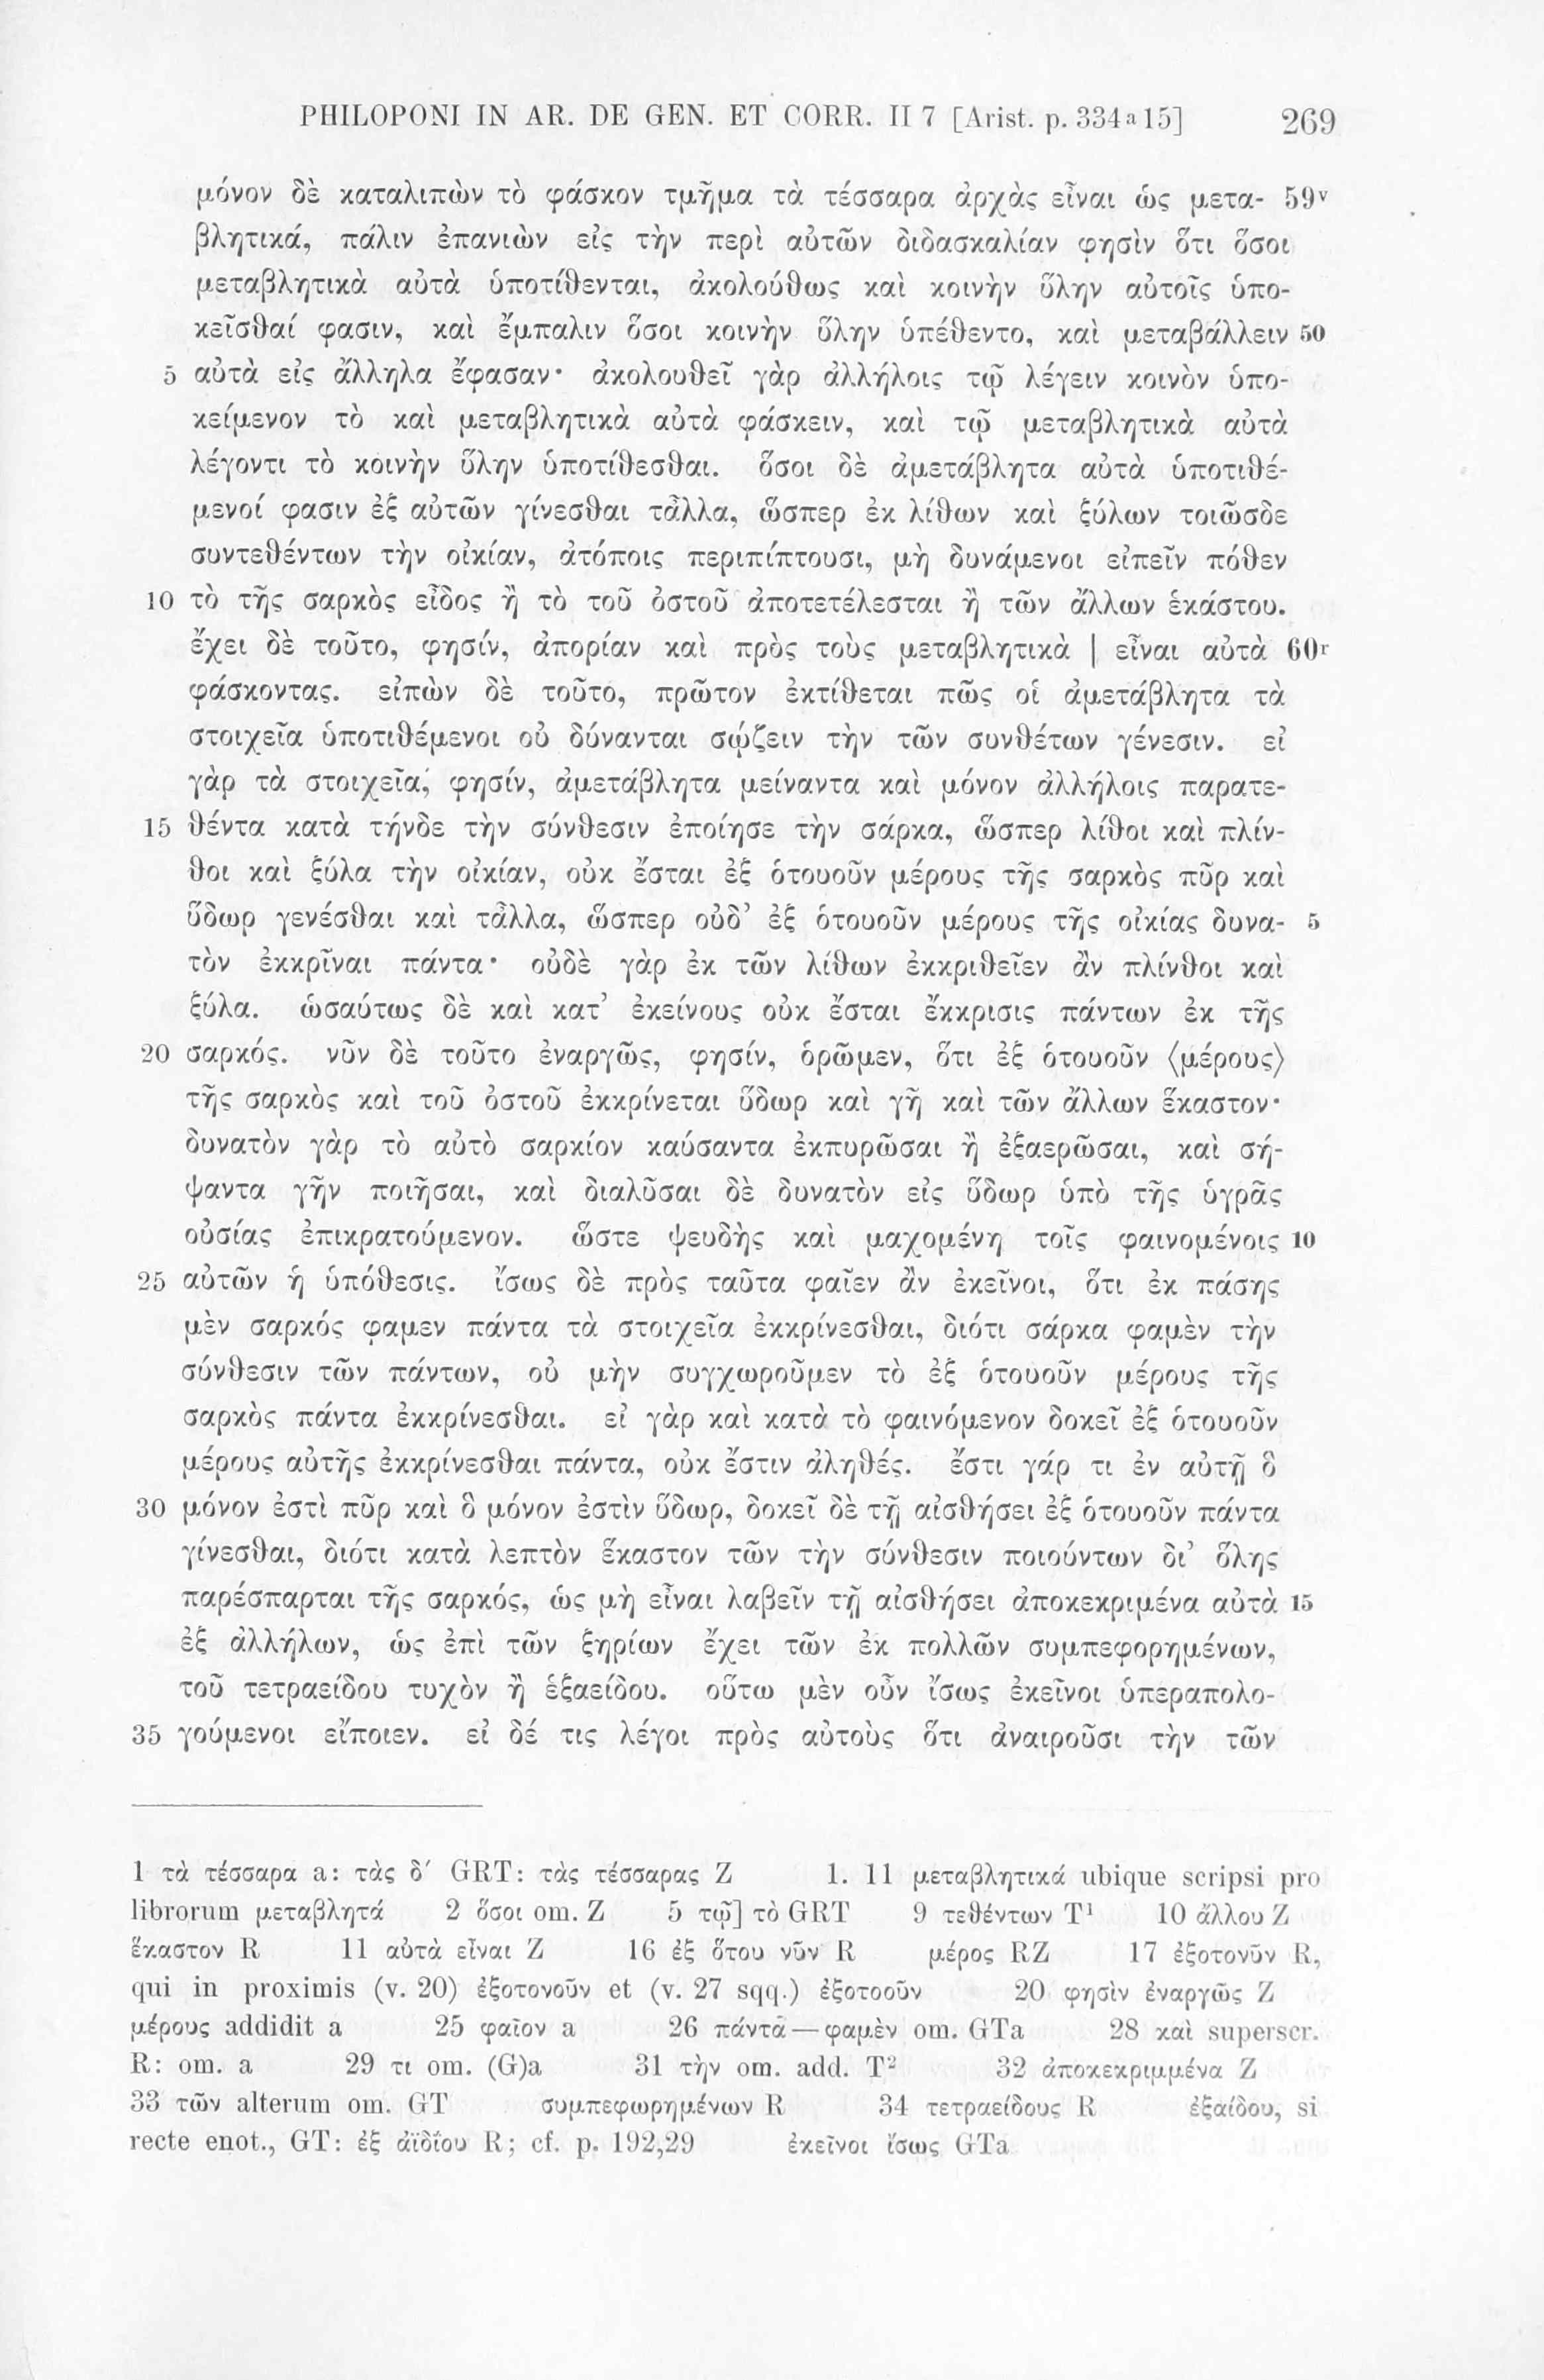 PHILOPONI IN AR. DE GEN. ET CORR. II 7 [Arist. p. 334ᵃ15] 269
μόνον δὲ καταλιπὼν τὸ φάσκον τμῆμα τὰ τέσσαρα ἀρχὰς εἶναι ὡς μετα- 59ᵛ
βλητικά, πάλιν ἐπανιὼν εἰς τὴν περὶ αὐτῶν διδασκαλίαν φησὶν ὅτι ὅσοι
μεταβλητικὰ αὐτὰ ὑποτίθενται, ἀκολούθως καὶ κοινὴν ὕλην αὐτοῖς ὑπο-
κεῖσθαί φασιν, καὶ ἔμπαλιν ὅσοι κοινὴν ὕλην ὑπέθεντο, καὶ μεταβάλλειν 50
5 αὐτὰ εἰς ἄλληλα ἔφασαν· ἀκολουθεῖ γὰρ ἀλλήλοις τῷ λέγειν κοινὸν ὑπο-
κείμενον τὸ καὶ μεταβλητικὰ αὐτὰ φάσκειν, καὶ τῷ μεταβλητικὰ αὐτὰ
λέγοντι τὸ κοινὴν ὕλην ὑποτίθεσθαι. ὅσοι δὲ ἀμετάβλητα αὐτὰ ὑποτιθέ-
μενοί φασιν ἐξ αὐτῶν γίνεσθαι τἆλλα, ὥσπερ ἐκ λίθων καὶ ξύλων τοιῶσδε
συντεθέντων τὴν οἰκίαν, ἀτόποις περιπίπτουσι, μὴ δυνάμενοι εἰπεῖν πόθεν
10 τὸ τῆς σαρκὸς εἶδος ἢ τὸ τοῦ ὀστοῦ ἀποτετέλεσται ἢ τῶν ἄλλων ἑκάστου.
ἔχει δὲ τοῦτο, φησίν, ἀπορίαν καὶ πρὸς τοὺς μεταβλητικὰ | εἶναι αὐτὰ 60ʳ
φάσκοντας. εἰπὼν δὲ τοῦτο, πρῶτον ἐκτίθεται πῶς οἱ ἀμετάβλητα τὰ
στοιχεῖα ὑποτιθέμενοι οὐ δύνανται σῴζειν τὴν τῶν συνθέτων γένεσιν. εἰ
γὰρ τὰ στοιχεῖα, φησίν, ἀμετάβλητα μείναντα καὶ μόνον ἀλλήλοις παρατε-
15 θέντα κατὰ τήνδε τὴν σύνθεσιν ἐποίησε τὴν σάρκα, ὥσπερ λίθοι καὶ πλίν-
θοι καὶ ξύλα τὴν οἰκίαν, οὐκ ἔσται ἐξ ὁτουοῦν μέρους τῆς σαρκὸς πῦρ καὶ
ὕδωρ γενέσθαι καὶ τἆλλα, ὥσπερ οὐδ’ ἐξ ὁτουοῦν μέρους τῆς οἰκίας δυνα- 5
τὸν ἐκκρῖναι πάντα· οὐδὲ γὰρ ἐκ τῶν λίθων ἐκκριθεῖεν ἂν πλίνθοι καὶ
ξύλα. ὡσαύτως δὲ καὶ κατ’ ἐκείνους οὐκ ἔσται ἔκκρισις πάντων ἐκ τῆς
20 σαρκός. νῦν δὲ τοῦτο ἐναργῶς, φησίν, ὁρῶμεν, ὅτι ἐξ ὁτουοῦν ⟨μέρους⟩
τῆς σαρκὸς καὶ τοῦ ὀστοῦ ἐκκρίνεται ὕδωρ καὶ γῆ καὶ τῶν ἄλλων ἕκαστον·
δυνατὸν γὰρ τὸ αὐτὸ σαρκίον καύσαντα ἐκπυρῶσαι ἢ ἐξαερῶσαι, καὶ σή-
ψαντα γῆν ποιῆσαι, καὶ διαλῦσαι δὲ δυνατὸν εἰς ὕδωρ ὑπὸ τῆς ὑγρᾶς
οὐσίας ἐπικρατούμενον. ὥστε ψευδὴς καὶ μαχομένη τοῖς φαινομένοις 10
25 αὐτῶν ἡ ὑπόθεσις. ἴσως δὲ πρὸς ταῦτα φαῖεν ἂν ἐκεῖνοι, ὅτι ἐκ πάσης
μὲν σαρκός φαμεν πάντα τὰ στοιχεῖα ἐκκρίνεσθαι, διότι σάρκα φαμὲν τὴν
σύνθεσιν τῶν πάντων, οὐ μὴν συγχωροῦμεν τὸ ἐξ ὁτουοῦν μέρους τῆς
σαρκὸς πάντα ἐκκρίνεσθαι. εἰ γὰρ καὶ κατὰ τὸ φαινόμενον δοκεῖ ἐξ ὁτουοῦν
μέρους αὐτῆς ἐκκρίνεσθαι πάντα, οὐκ ἔστιν ἀληθές. ἔστι γάρ τι ἐν αὐτῇ ὃ
30 μόνον ἐστὶ πῦρ καὶ ὃ μόνον ἐστὶν ὕδωρ, δοκεῖ δὲ τῇ αἰσθήσει ἐξ ὁτουοῦν πάντα
γίνεσθαι, διότι κατὰ λεπτὸν ἕκαστον τῶν τὴν σύνθεσιν ποιούντων δι’ ὅλης
παρέσπαρται τῆς σαρκός, ὡς μὴ εἶναι λαβεῖν τῇ αἰσθήσει ἀποκεκριμένα αὐτὰ 15
ἐξ ἀλλήλων, ὡς ἐπὶ τῶν ξηρίων ἔχει τῶν ἐκ πολλῶν συμπεφορημένων,
τοῦ τετραείδου τυχὸν ἢ ἑξαείδου. οὕτω μὲν οὖν ἴσως ἐκεῖνοι ὑπεραπολο-
35 γούμενοι εἴποιεν. εἰ δέ τις λέγοι πρὸς αὐτοὺς ὅτι ἀναιροῦσι τὴν τῶν
1 τὰ τέσσαρα a: τὰς δ′ GRT: τὰς τέσσαρας Z 1. 11 μεταβλητικά ubique scripsi pro
librorum μεταβλητά 2 ὅσοι om. Z 5 τῷ] τὸ GRT 9 τεθέντων T¹ 10 ἄλλου Z
ἕκαστον R 11 αὐτὰ εἶναι Z 16 ἐξ ὅτου νῦν R μέρος RZ 17 ἐξοτονῦν R,
qui in proximis (v. 20) ἐξοτονοῦν et (v. 27 sqq.) ἐξοτοοῦν 20 φησὶν ἐναργῶς Z
μέρους addidit a 25 φαῖον a 26 πάντα—φαμὲν om. GTa 28 καὶ superscr.
R: om. a 29 τι om. (G)a 31 τὴν om. add. T² 32 ἀποκεκριμμένα Z
33 τῶν alterum om. GT συμπεφωρημένων R 34 τετραείδους R ἑξαίδου, si
recte enot., GT: ἐξ ἀϊδίου R; cf. p. 192,29 ἐκεῖνοι ἴσως GTa